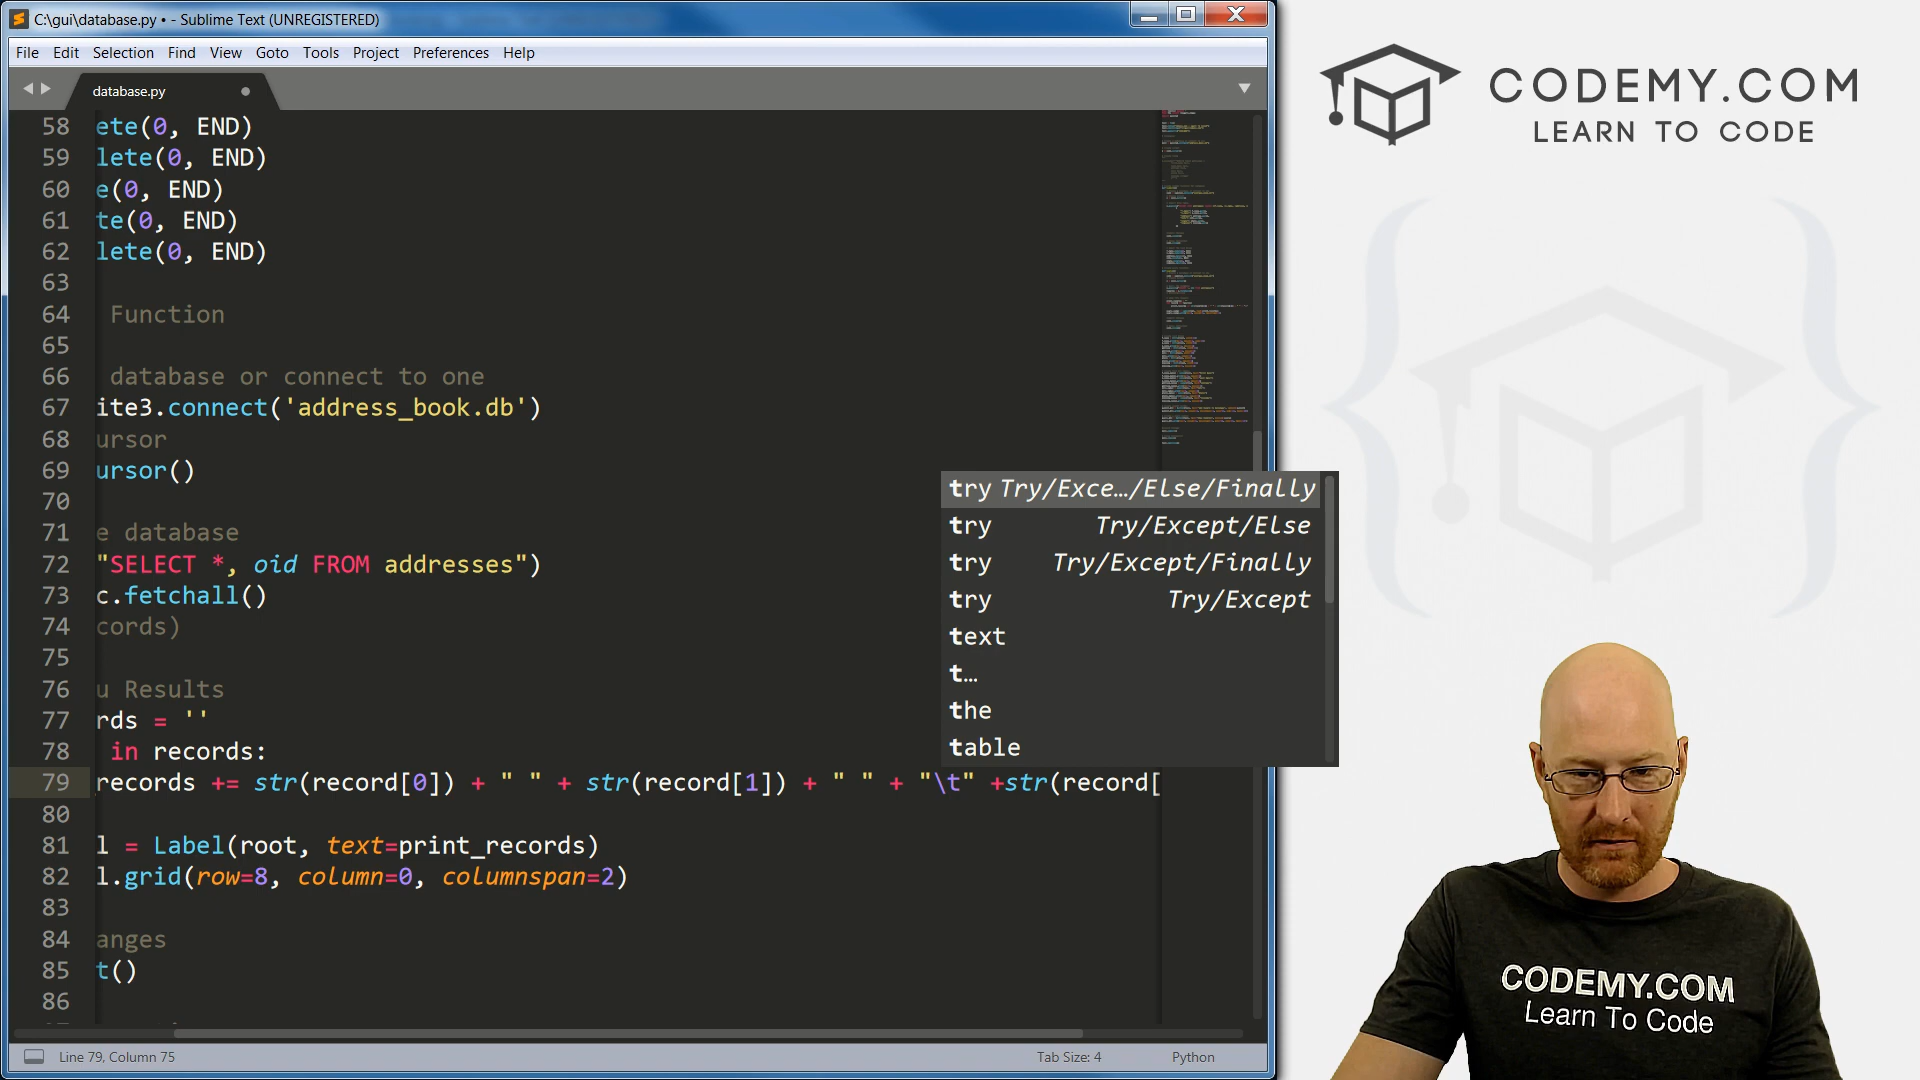 C:\gui\database.py • - Sublime Text (UNREGISTERED)
File Edit Selection Find View Goto Tools Project Preferences Help
database.py
58 ete(0, END)
59 lete(0, END)
60 e(0, END)
61 te(0, END)
62 lete(0, END)
63
64 Function
65
66 database or connect to one
67 ite3.connect('address_book.db')
68 ursor
69 ursor()
70
71 e database
72 "SELECT *, oid FROM addresses")
73 c.fetchall()
74 cords)
75
76 u Results
77 rds = ''
78 in records:
79 records += str(record[0]) + " " + str(record[1]) + " " + "\t" +str(record[
80
81 l = Label(root, text=print_records)
82 l.grid(row=8, column=0, columnspan=2)
83
84 anges
85 t()
86
try Try/Exce…/Else/Finally
try Try/Except/Else
try Try/Except/Finally
try Try/Except
text
t…
the
table
Line 79, Column 75
Tab Size: 4
Python
CODEMY.COM
LEARN TO CODE
CODEMY.COM
Learn To Code